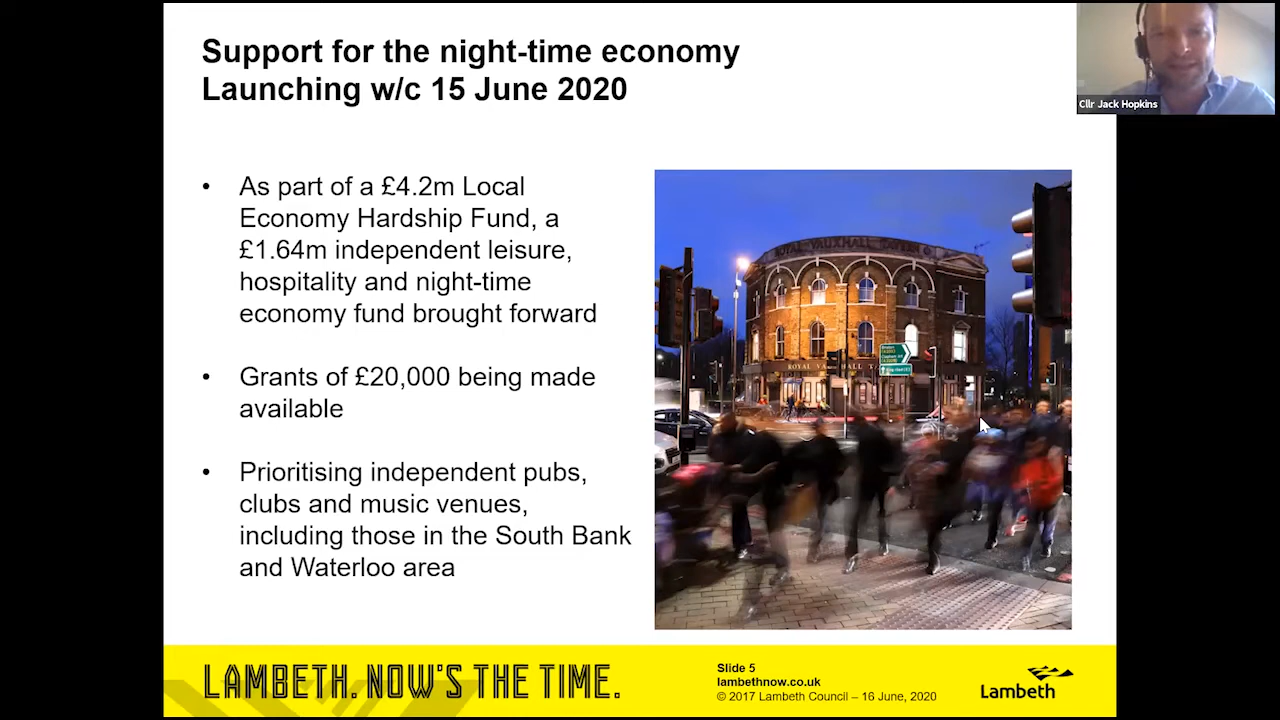 Support for the night-time economy
Launching w/c 15 June 2020
Cllr Jack Hopkins
• As part of a £4.2m Local
Economy Hardship Fund, a
£1.64m independent leisure,
hospitality and night-time
economy fund brought forward
• Grants of £20,000 being made
available
• Prioritising independent pubs,
clubs and music venues,
including those in the South Bank
and Waterloo area
ROYAL VAUXHALL TAVERN
LAMBETH. NOW'S THE TIME.
Slide 5
lambethnow.co.uk
© 2017 Lambeth Council – 16 June, 2020
Lambeth